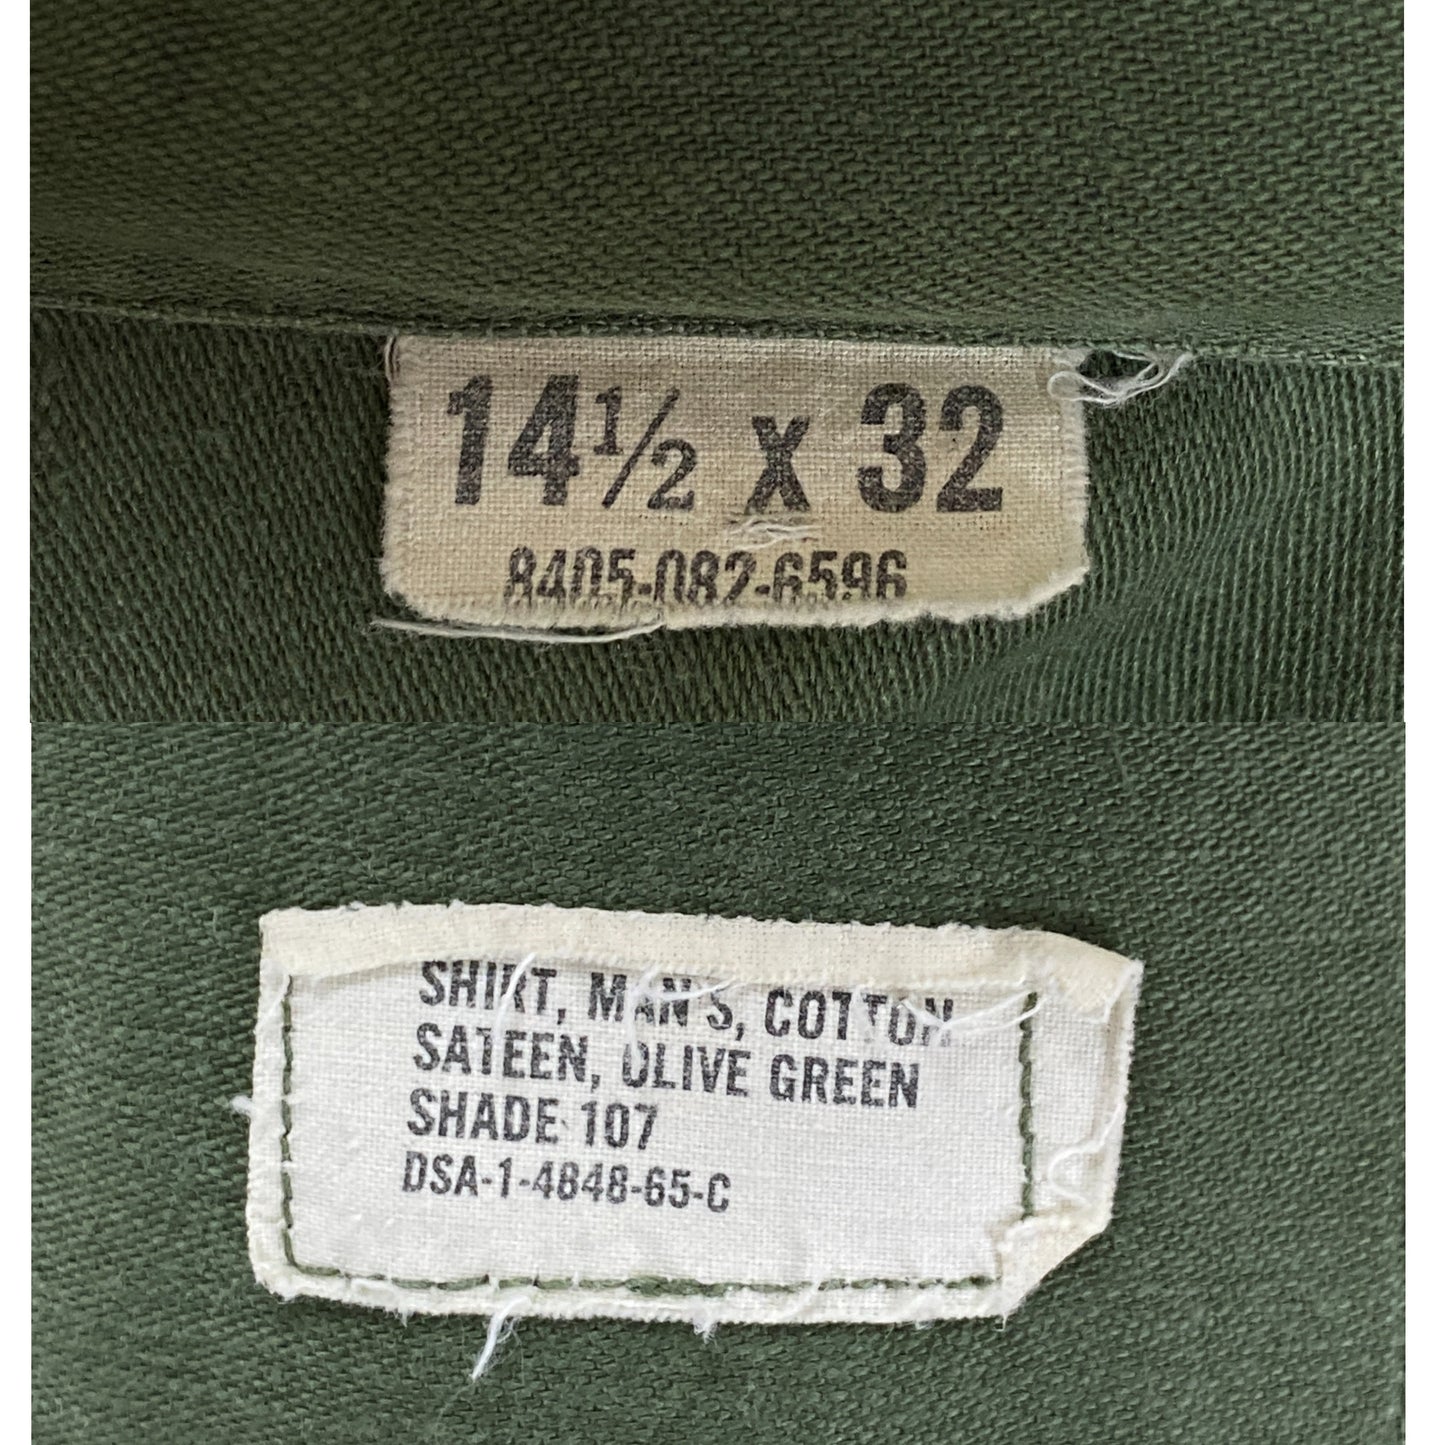 14½ x 32
8405-082-6596
SHIRT, MAN'S, COTTON
SATEEN, OLIVE GREEN
SHADE 107
DSA-1-4848-65-C